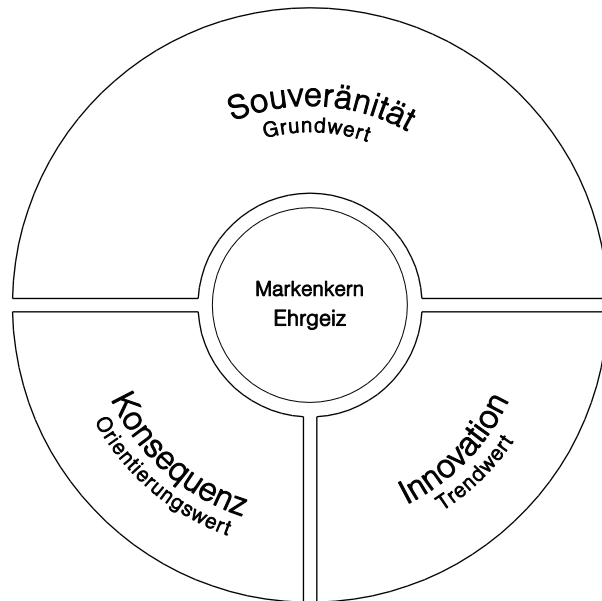 Souveränität
Grundwert
Markenkern
Ehrgeiz
Konsequenz
Orientierungswert
Innovation
Trendwert